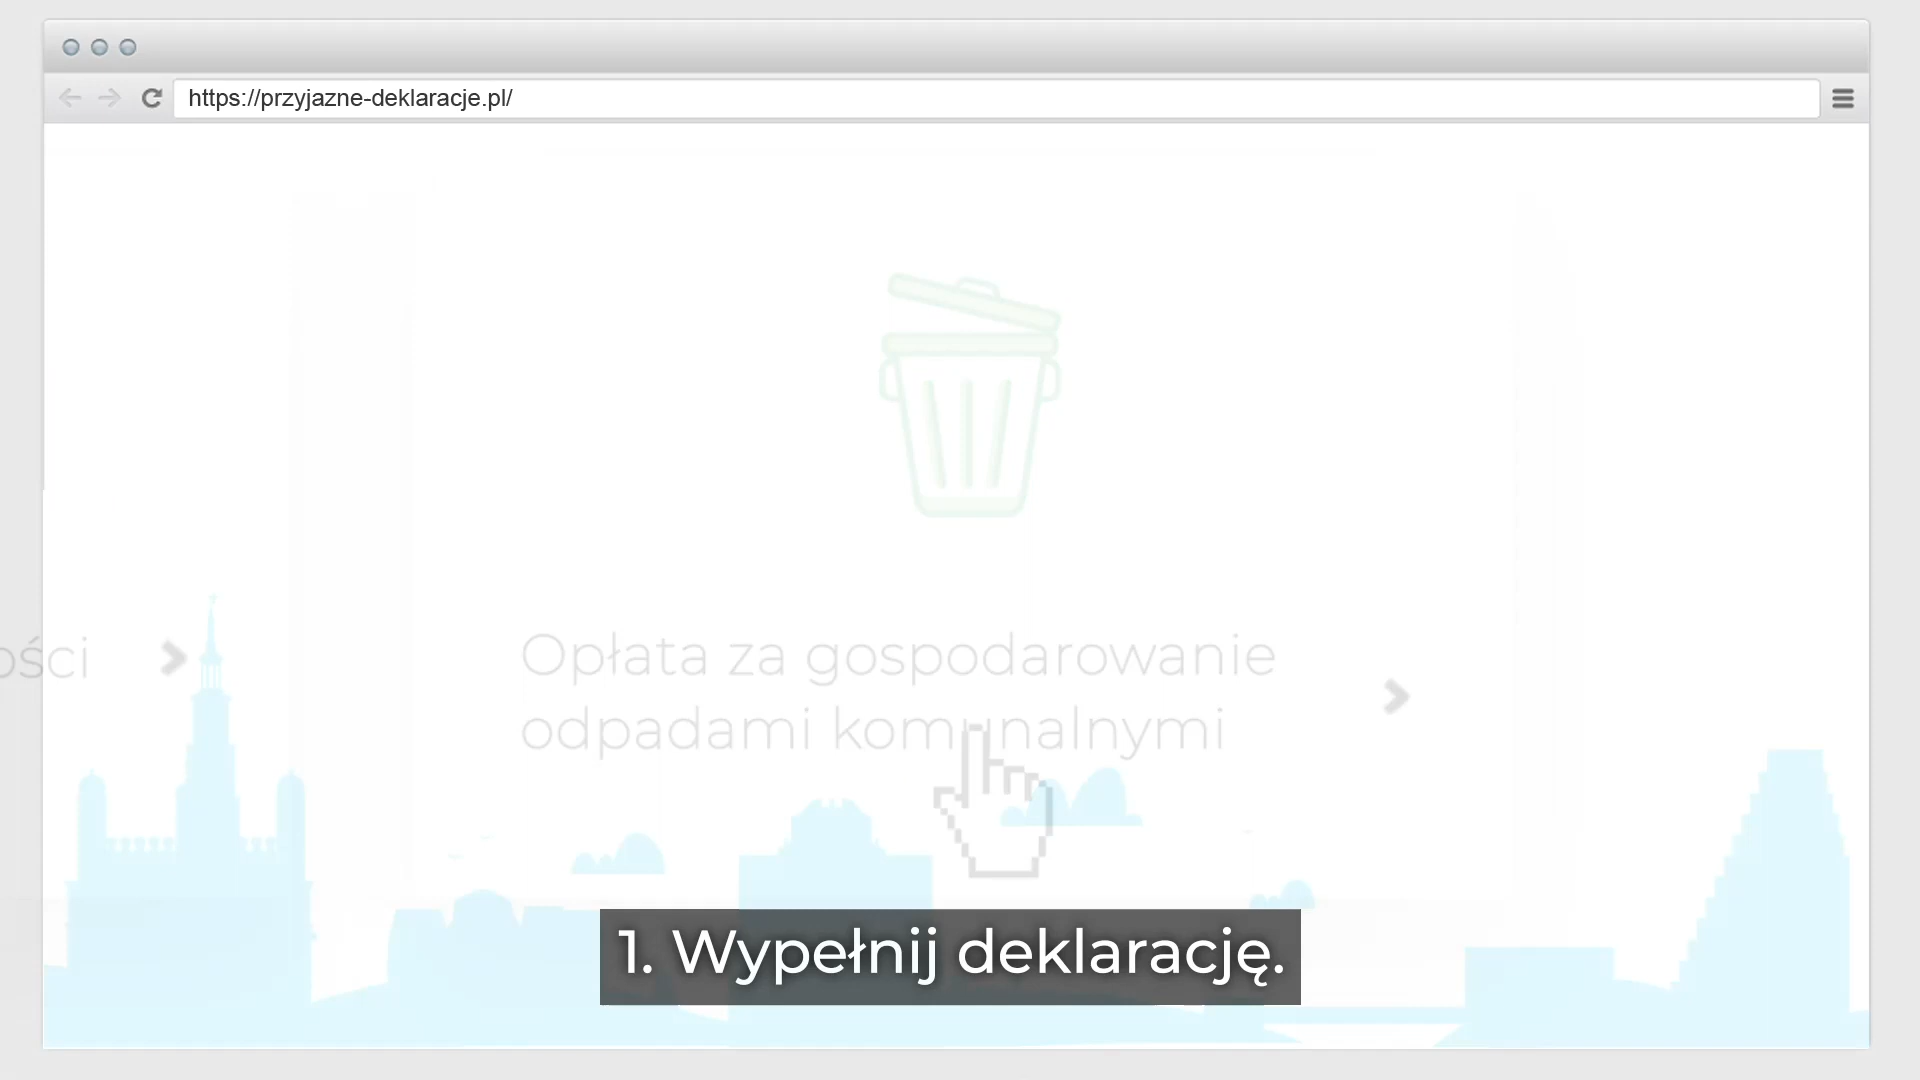 https://przyjazne-deklaracje.pl/
ości
Opłata za gospodarowanie
odpadami komunalnymi
1. Wypełnij deklarację.